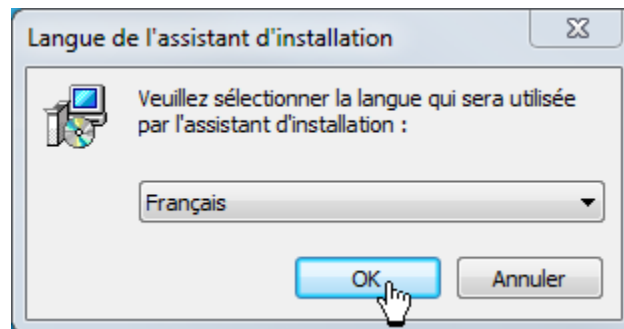 Langue de l'assistant d'installation
Veuillez sélectionner la langue qui sera utilisée
par l'assistant d'installation :
Français
OK
Annuler